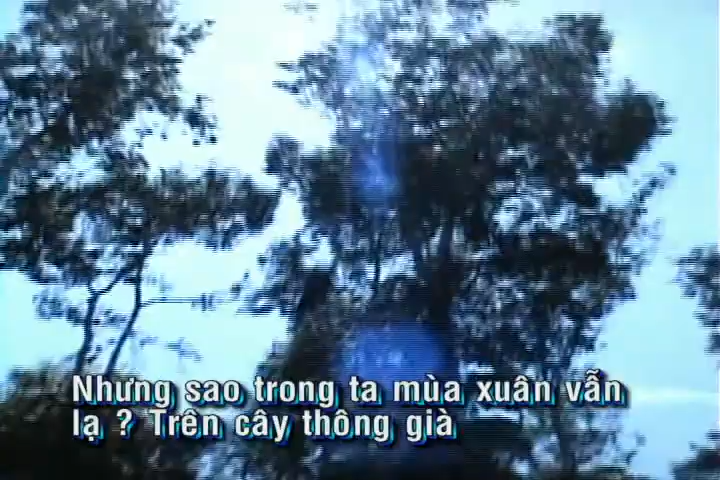 Nhưng sao trong ta mùa xuân vẫn
lạ ? Trên cây thông già